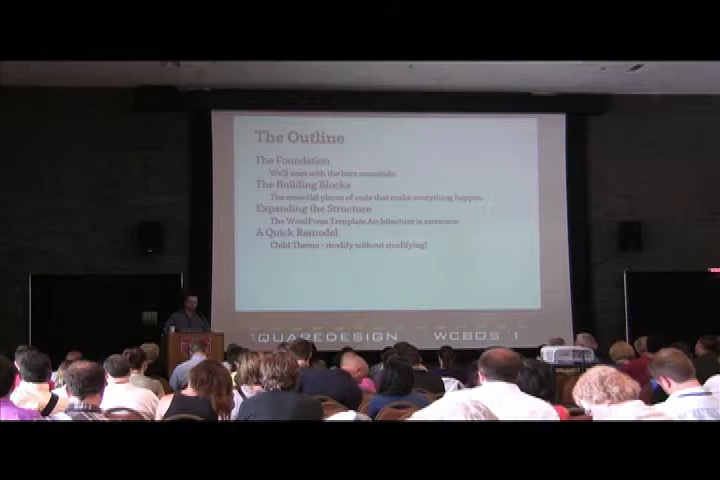 The Outline
The Foundation
We'll start with the bare essentials.
The Building Blocks
The essential pieces of code that make everything happen.
Expanding the Structure
The WordPress Template Architecture is awesome.
A Quick Remodel
Child Theme - modify without modifying!
1QUAREDESIGN WCBOS '1